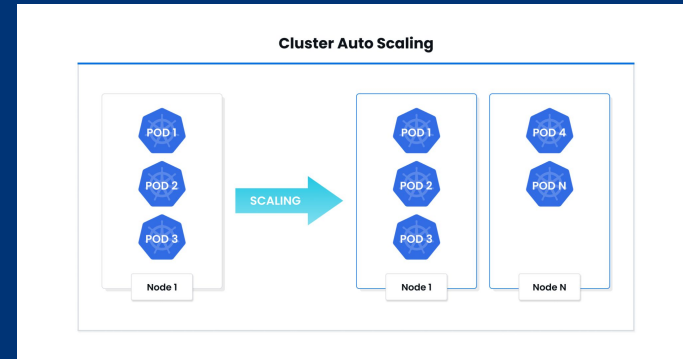 Cluster Auto Scaling
POD 1
POD 2
POD 3
Node 1
SCALING
POD 1
POD 2
POD 3
Node 1
POD 4
POD N
Node N